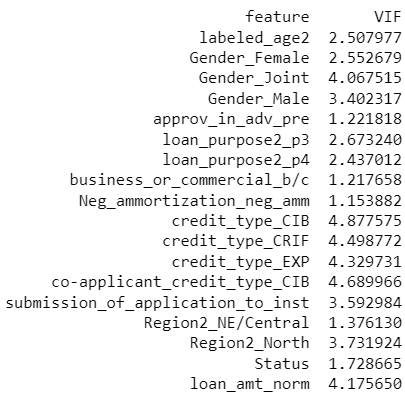 feature VIF
labeled_age2 2.507977
Gender_Female 2.552679
Gender_Joint 4.067515
Gender_Male 3.402317
approv_in_adv_pre 1.221818
loan_purpose2_p3 2.673240
loan_purpose2_p4 2.437012
business_or_commercial_b/c 1.217658
Neg_ammortization_neg_amm 1.153882
credit_type_CIB 4.877575
credit_type_CRIF 4.498772
credit_type_EXP 4.329731
co-applicant_credit_type_CIB 4.689966
submission_of_application_to_inst 3.592984
Region2_NE/Central 1.376130
Region2_North 3.731924
Status 1.728665
loan_amt_norm 4.175650